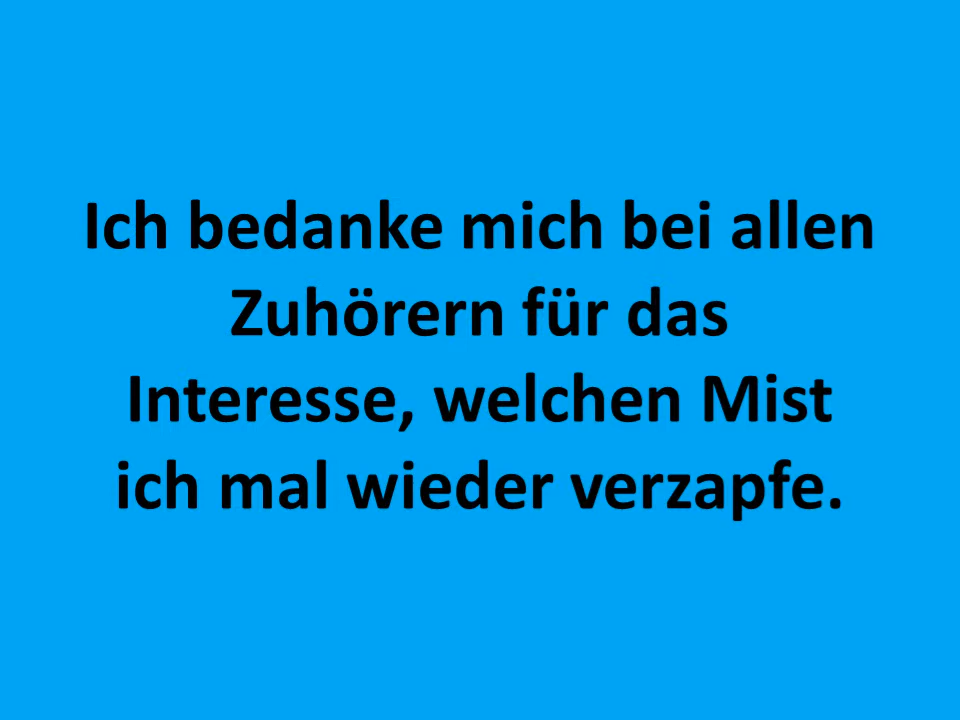 Ich bedanke mich bei allen
Zuhörern für das
Interesse, welchen Mist
ich mal wieder verzapfe.